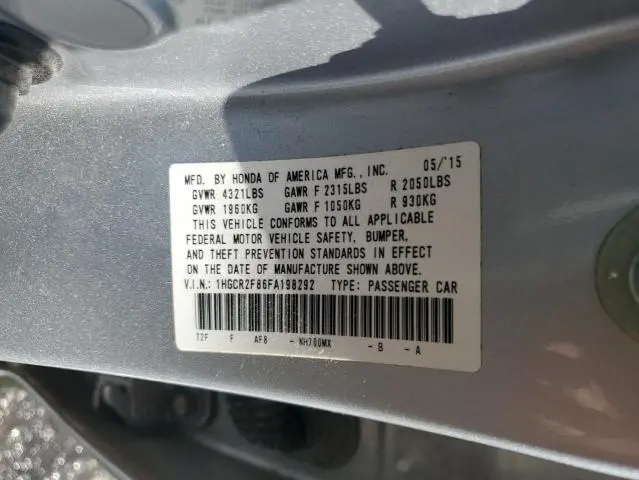 MFD. BY HONDA OF AMERICA MFG., INC. 05/'15
GVWR 4321LBS GAWR F 2315LBS R 2050LBS
GVWR 1960KG GAWR F 1050KG R 930KG
THIS VEHICLE CONFORMS TO ALL APPLICABLE
FEDERAL MOTOR VEHICLE SAFETY, BUMPER,
AND THEFT PREVENTION STANDARDS IN EFFECT
ON THE DATE OF MANUFACTURE SHOWN ABOVE.
V.I.N.: 1HGCR2F86FA198292 TYPE: PASSENGER CAR
T2F F AF8 - NH700MX - B - A